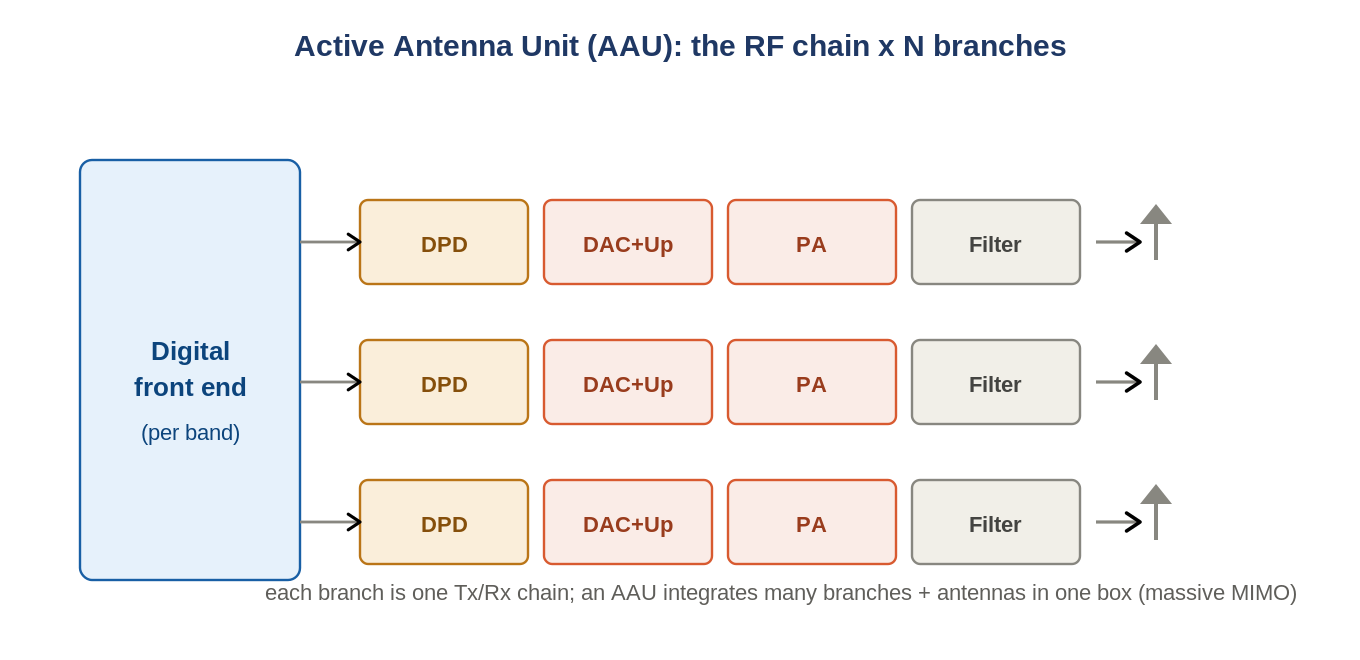 Active Antenna Unit (AAU): the RF chain x N branches
Digital
front end
(per band)
DPD
DAC+Up
PA
Filter
DPD
DAC+Up
PA
Filter
DPD
DAC+Up
PA
Filter
each branch is one Tx/Rx chain; an AAU integrates many branches + antennas in one box (massive MIMO)